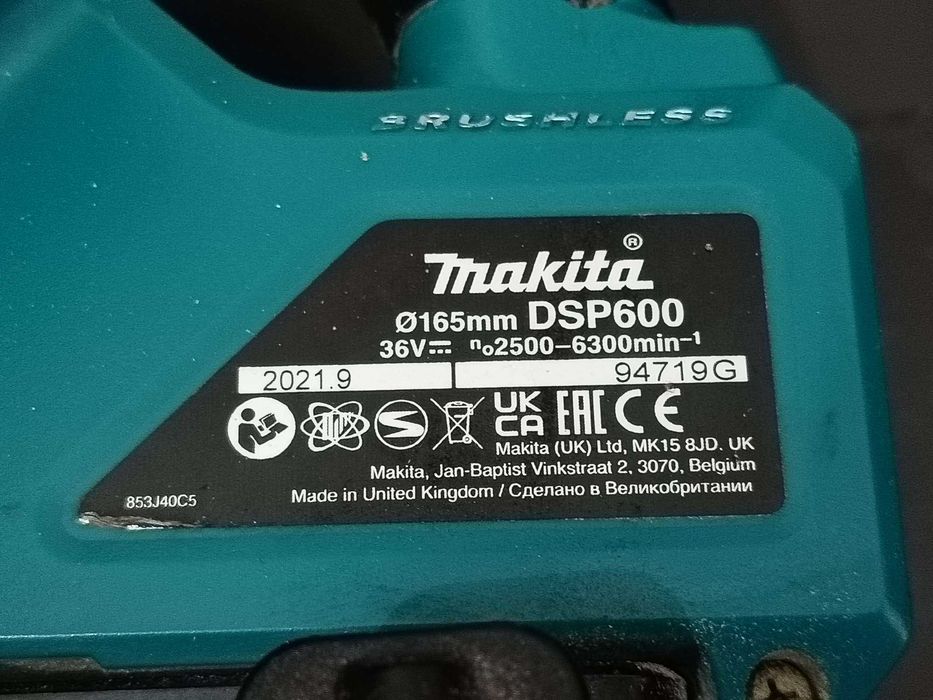 BRUSHLESS
makita®
Ø165mm DSP600
36V⎓ n₀2500–6300min⁻¹
2021.9 94719G
UK CA EAC CE
Makita (UK) Ltd, MK15 8JD. UK
Makita, Jan-Baptist Vinkstraat 2, 3070, Belgium
853J40C5 Made in United Kingdom / Сделано в Великобритании